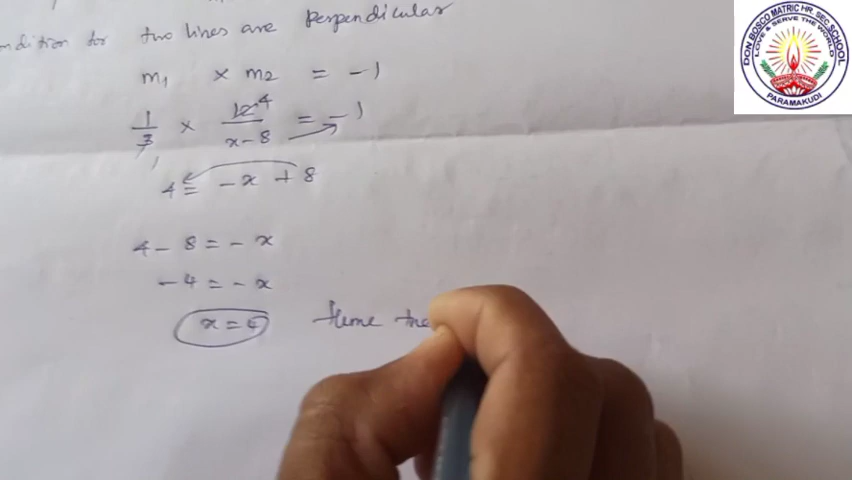 ndition for two lines are perpendicular
m₁ × m₂ = -1
1/3 × 12 4/x-8 = -1
4 = -x + 8
4 - 8 = -x
-4 = -x
x = 4 Hence the
DON BOSCO MATRIC HR. SEC. SCHOOL
LOVE & SERVE THE WORLD
PARAMAKUDI